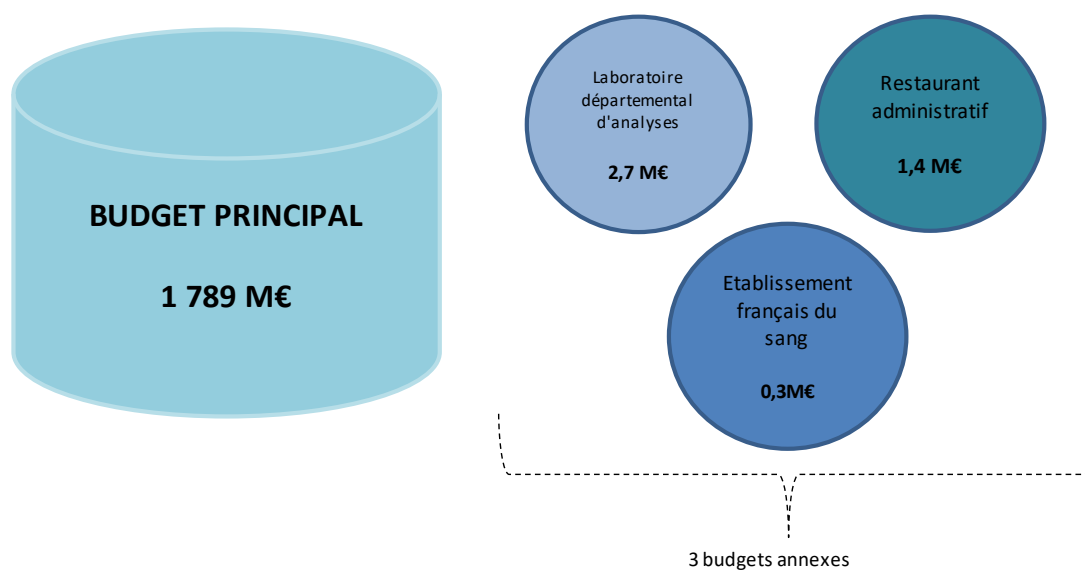 BUDGET PRINCIPAL
1 789 M€
Laboratoire
départemental
d'analyses
2,7 M€
Restaurant
administratif
1,4 M€
Etablissement
français du
sang
0,3M€
3 budgets annexes